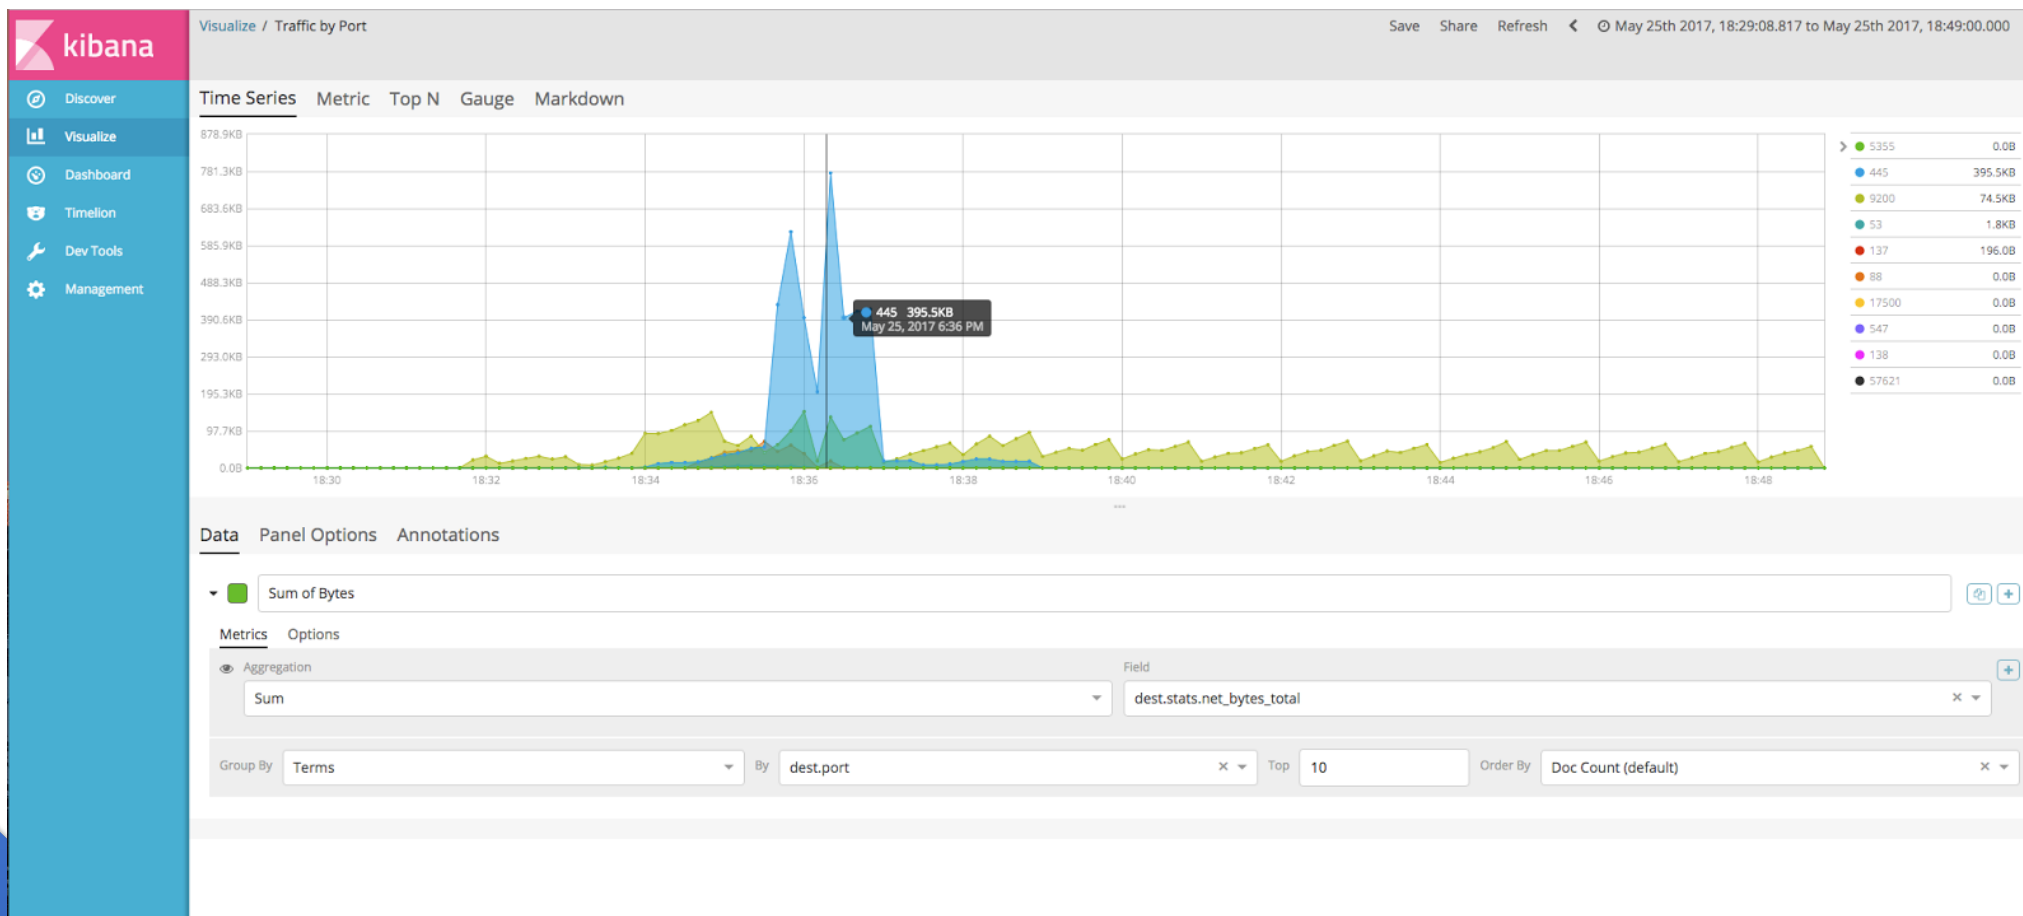 kibana
Discover
Visualize
Dashboard
Timelion
Dev Tools
Management
Visualize / Traffic by Port
Save Share Refresh May 25th 2017, 18:29:08.817 to May 25th 2017, 18:49:00.000
Time Series Metric Top N Gauge Markdown
878.9KB
781.3KB
683.6KB
585.9KB
488.3KB
390.6KB
293.0KB
195.3KB
97.7KB
0.0B
18:30 18:32 18:34 18:36 18:38 18:40 18:42 18:44 18:46 18:48
445 395.5KB
May 25, 2017 6:36 PM
5355 0.0B
445 395.5KB
9200 74.5KB
53 1.8KB
137 196.0B
88 0.0B
17500 0.0B
547 0.0B
138 0.0B
57621 0.0B
Data Panel Options Annotations
Sum of Bytes
Metrics Options
Aggregation Field
Sum dest.stats.net_bytes_total
Group By Terms By dest.port Top 10 Order By Doc Count (default)